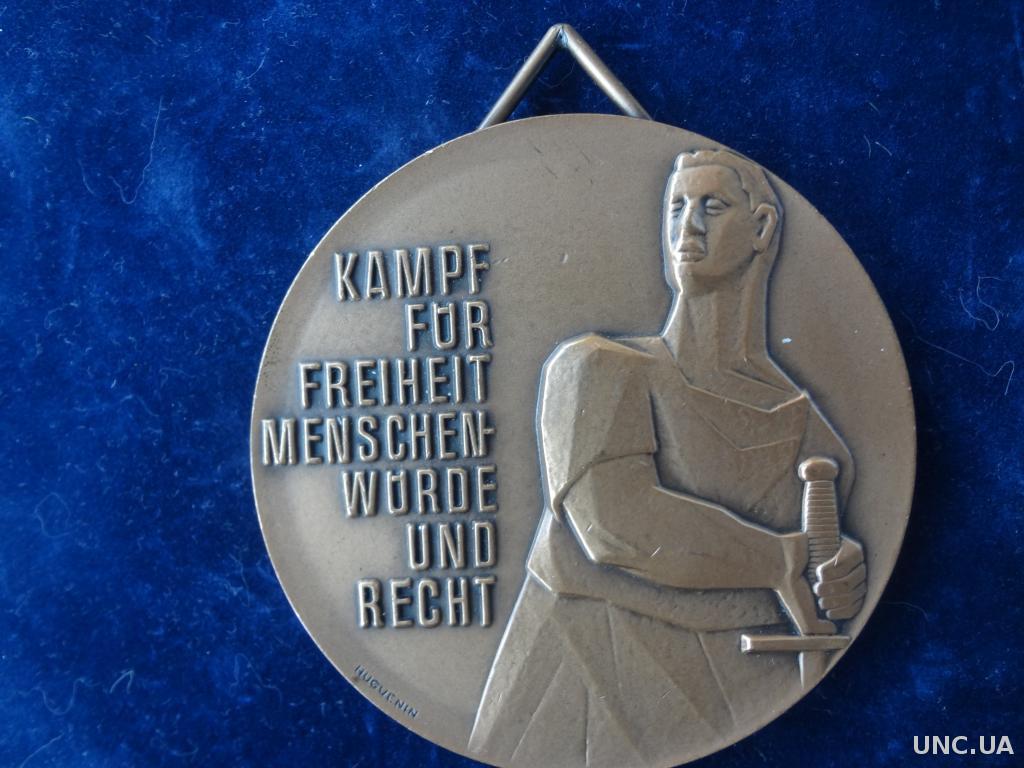 KAMPF
FÜR
FREIHEIT
MENSCHEN-
WÜRDE
UND
RECHT
HUGUENIN
UNC.UA